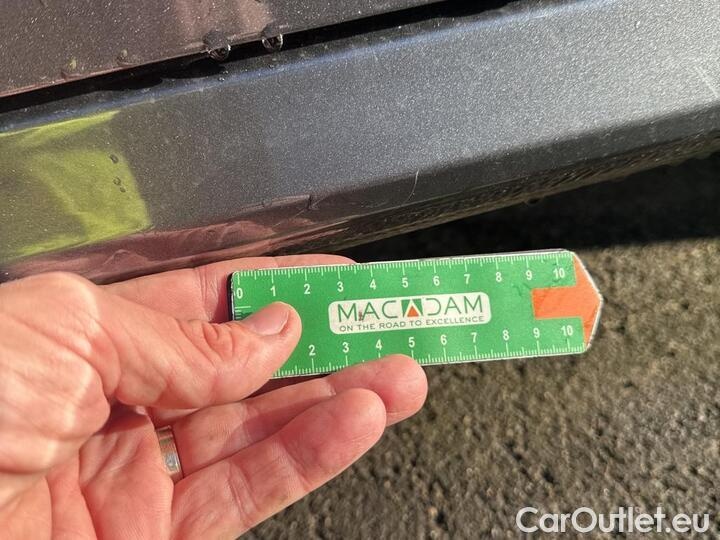 0 1 2 3 4 5 6 7 8 9 10
MACADAM
ON THE ROAD TO EXCELLENCE
2 3 4 5 6 7 8 9 10
CarOutlet.eu